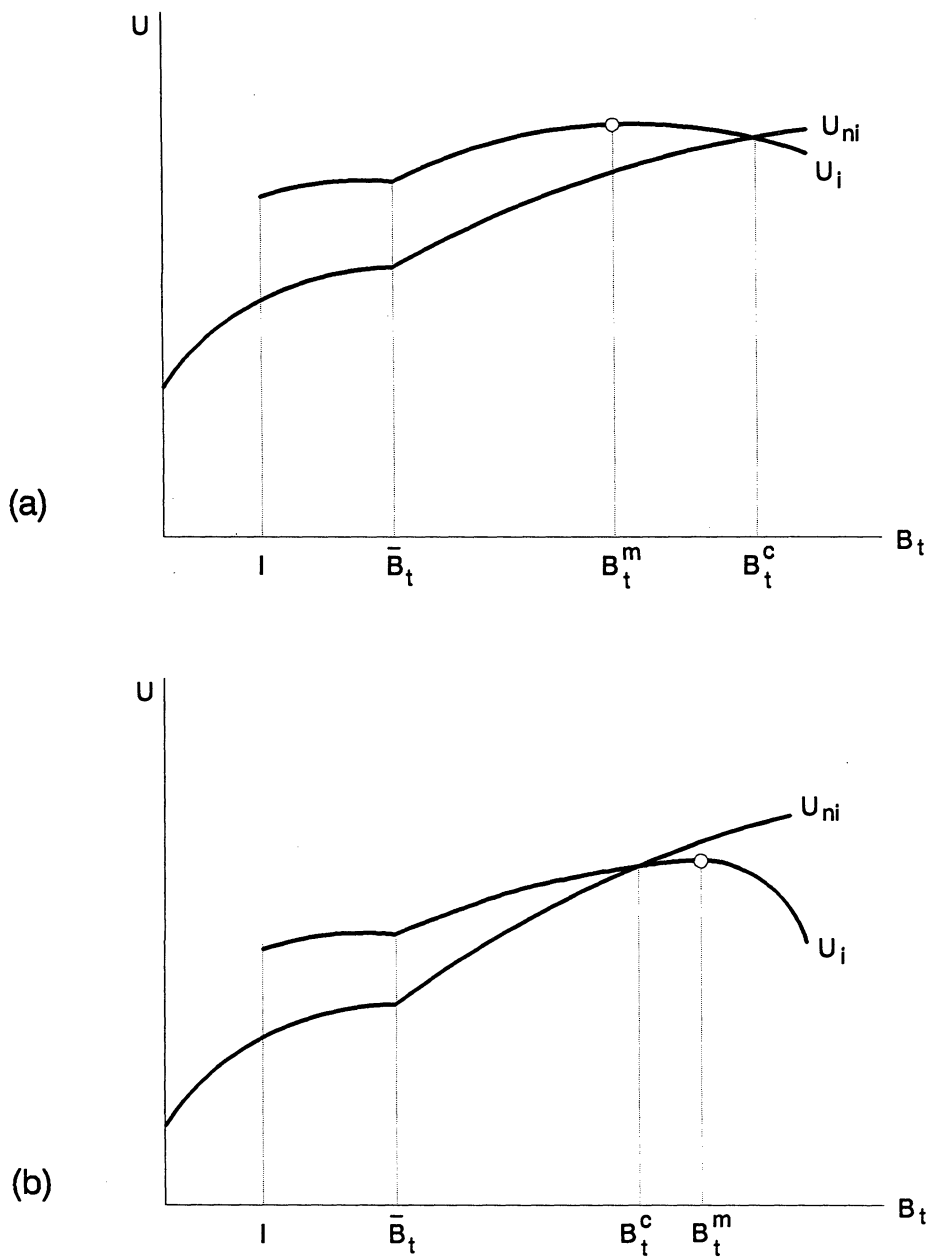 U
U_ni
U_i
(a)
I B̄_t B_t^m B_t^c B_t
U
U_ni
U_i
(b)
I B̄_t B_t^c B_t^m B_t